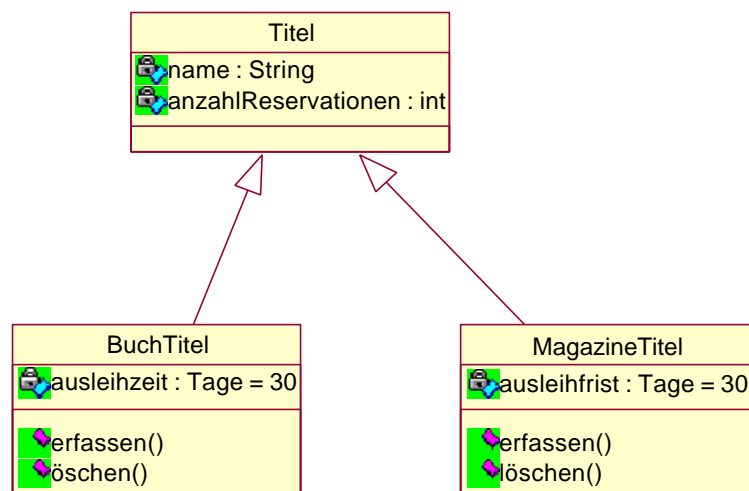 Titel
name : String
anzahlReservationen : int
BuchTitel
ausleihzeit : Tage = 30
erfassen()
öschen()
MagazineTitel
ausleihfrist : Tage = 30
erfassen()
löschen()